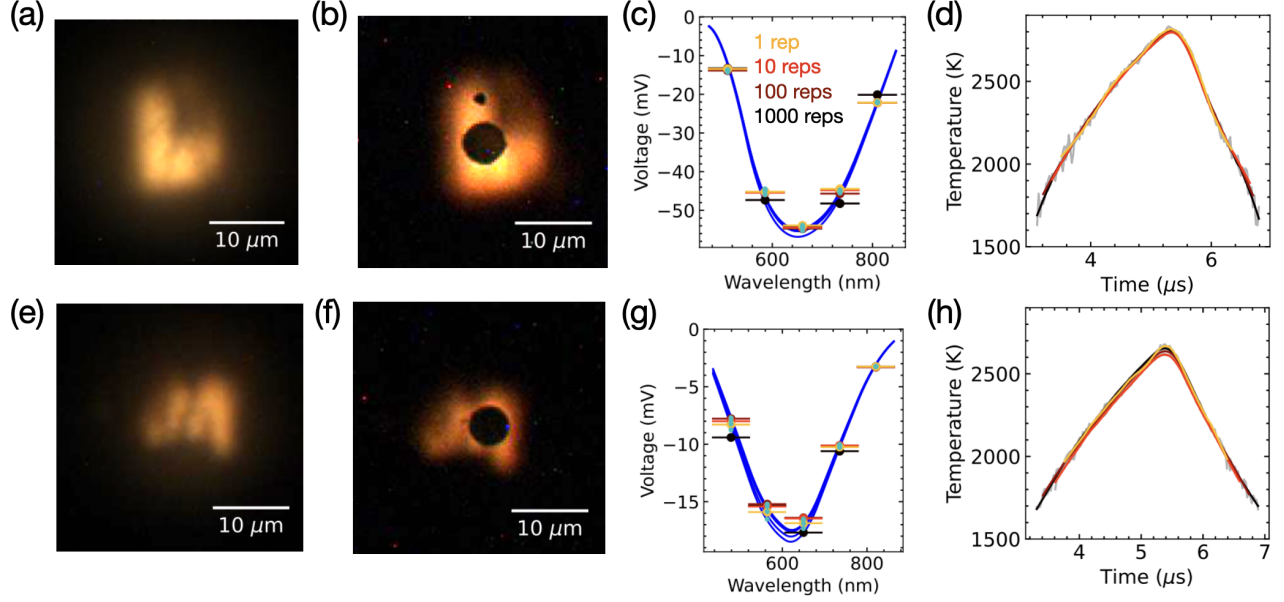 (a)
10 μm
(b)
10 μm
(c)
0
−10
−20
−30
−40
−50
Voltage (mV)
1 rep
10 reps
100 reps
1000 reps
600
800
Wavelength (nm)
(d)
2500
2000
1500
Temperature (K)
4
6
Time (μs)
(e)
10 μm
(f)
10 μm
(g)
0
−5
−10
−15
Voltage (mV)
600
800
Wavelength (nm)
(h)
2500
2000
1500
Temperature (K)
4
5
6
7
Time (μs)